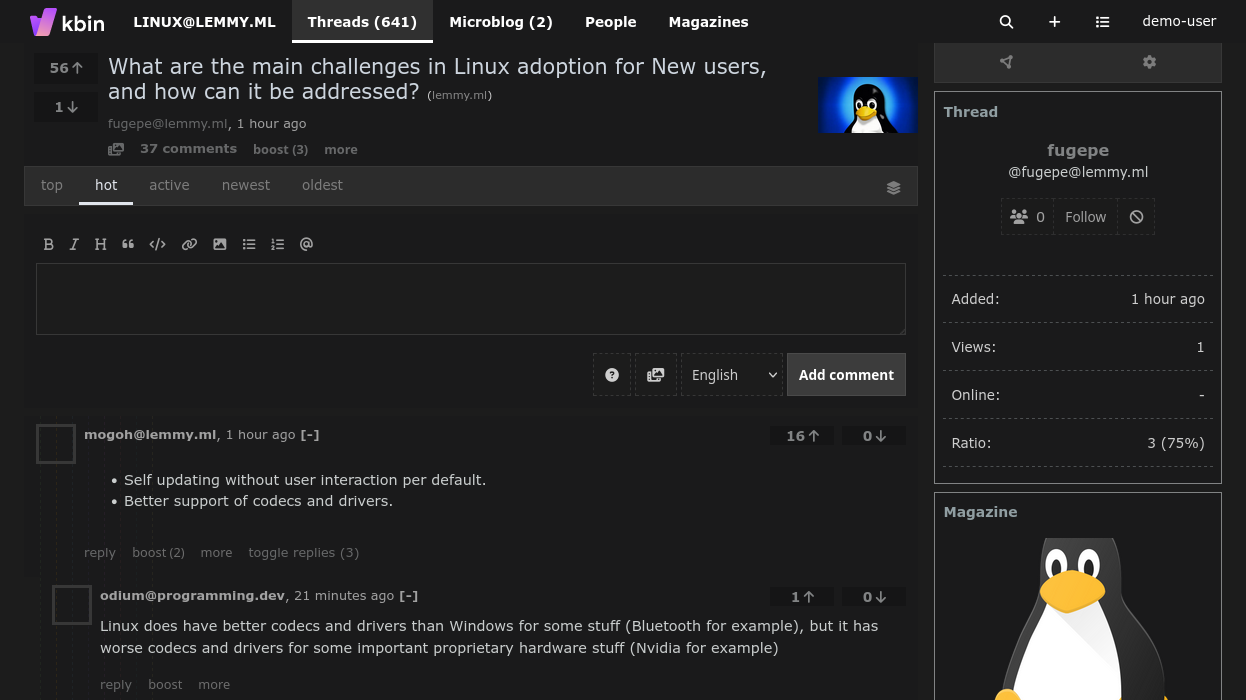 kbin LINUX@LEMMY.ML Threads (641) Microblog (2) People Magazines demo-user
56
What are the main challenges in Linux adoption for New users,
and how can it be addressed? (lemmy.ml)
1
fugepe@lemmy.ml, 1 hour ago
37 comments boost (3) more
top hot active newest oldest
B I H @
English Add comment
mogoh@lemmy.ml, 1 hour ago [-] 16 0
• Self updating without user interaction per default.
• Better support of codecs and drivers.
reply boost (2) more toggle replies (3)
odium@programming.dev, 21 minutes ago [-] 1 0
Linux does have better codecs and drivers than Windows for some stuff (Bluetooth for example), but it has
worse codecs and drivers for some important proprietary hardware stuff (Nvidia for example)
reply boost more
Thread
fugepe
@fugepe@lemmy.ml
0 Follow
Added: 1 hour ago
Views: 1
Online: -
Ratio: 3 (75%)
Magazine